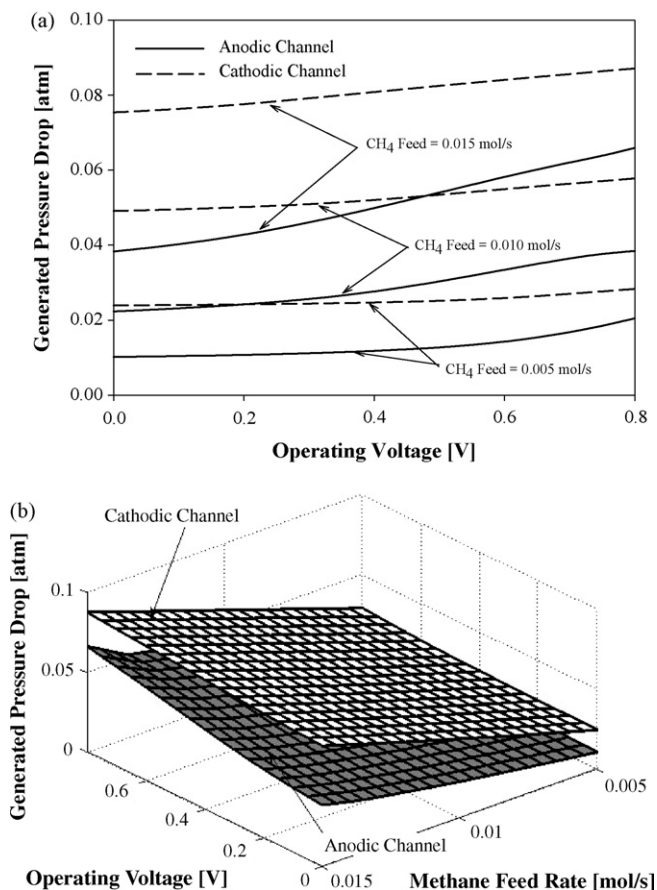 (a)
0.10
0.08
0.06
0.04
0.02
0.00
Generated Pressure Drop [atm]
Anodic Channel
Cathodic Channel
CH4 Feed = 0.015 mol/s
CH4 Feed = 0.010 mol/s
CH4 Feed = 0.005 mol/s
0.0 0.2 0.4 0.6 0.8
Operating Voltage [V]
(b)
Cathodic Channel
Generated Pressure Drop [atm]
0.1
0.05
0
0.6
0.4
0.2
0
0.005
0.01
0.015
Anodic Channel
Operating Voltage [V]
Methane Feed Rate [mol/s]